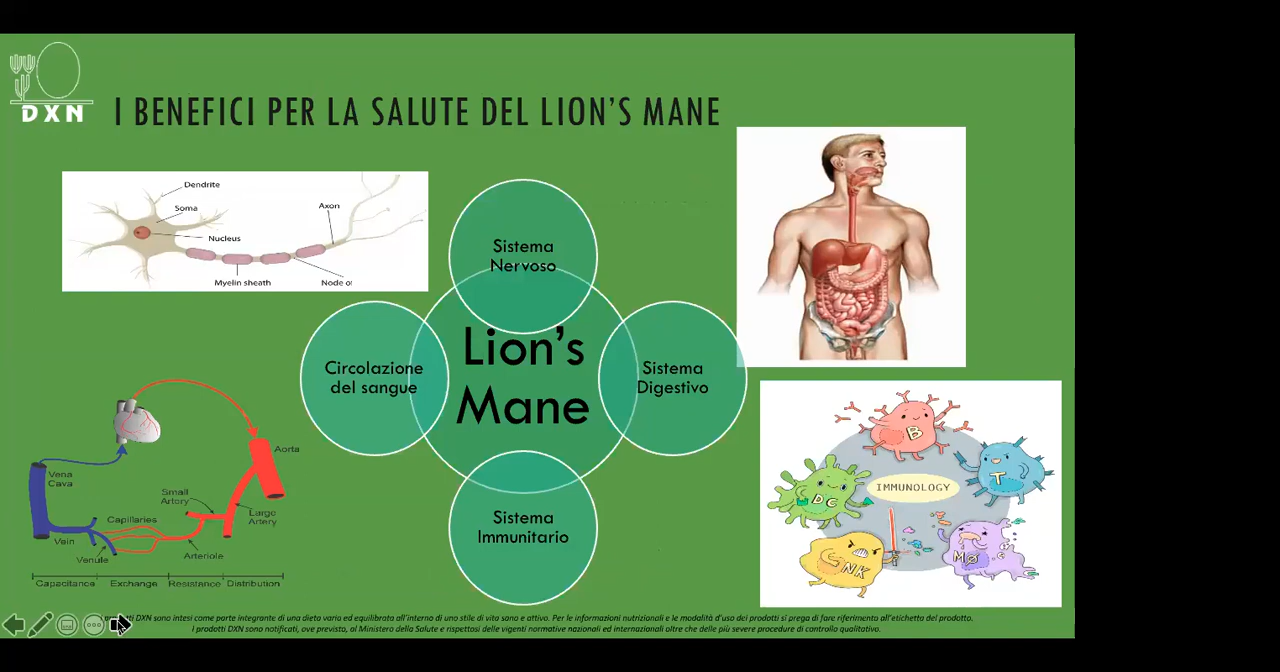 DXN
I BENEFICI PER LA SALUTE DEL LION'S MANE
Dendrite
Soma
Axon
Nucleus
Myelin sheath
Node of
Sistema
Nervoso
Circolazione
del sangue
Lion's
Mane
Sistema
Digestivo
Sistema
Immunitario
Aorta
Vena
Cava
Small
Artery
Large
Artery
Capillaries
Vein
Venule
Arteriole
Capacitance
Exchange
Resistance
Distribution
B
T
IMMUNOLOGY
DC
NK
MØ
prodotti DXN sono intesi come parte integrante di una dieta varia ed equilibrata all'interno di uno stile di vita sano e attivo. Per le informazioni nutrizionali e le modalità d'uso dei prodotti si prega di fare riferimento all'etichetta del prodotto.
I prodotti DXN sono notificati, ove previsto, al Ministero della Salute e rispettosi delle vigenti normative nazionali ed internazionali oltre che delle più severe procedure di controllo qualitativo.